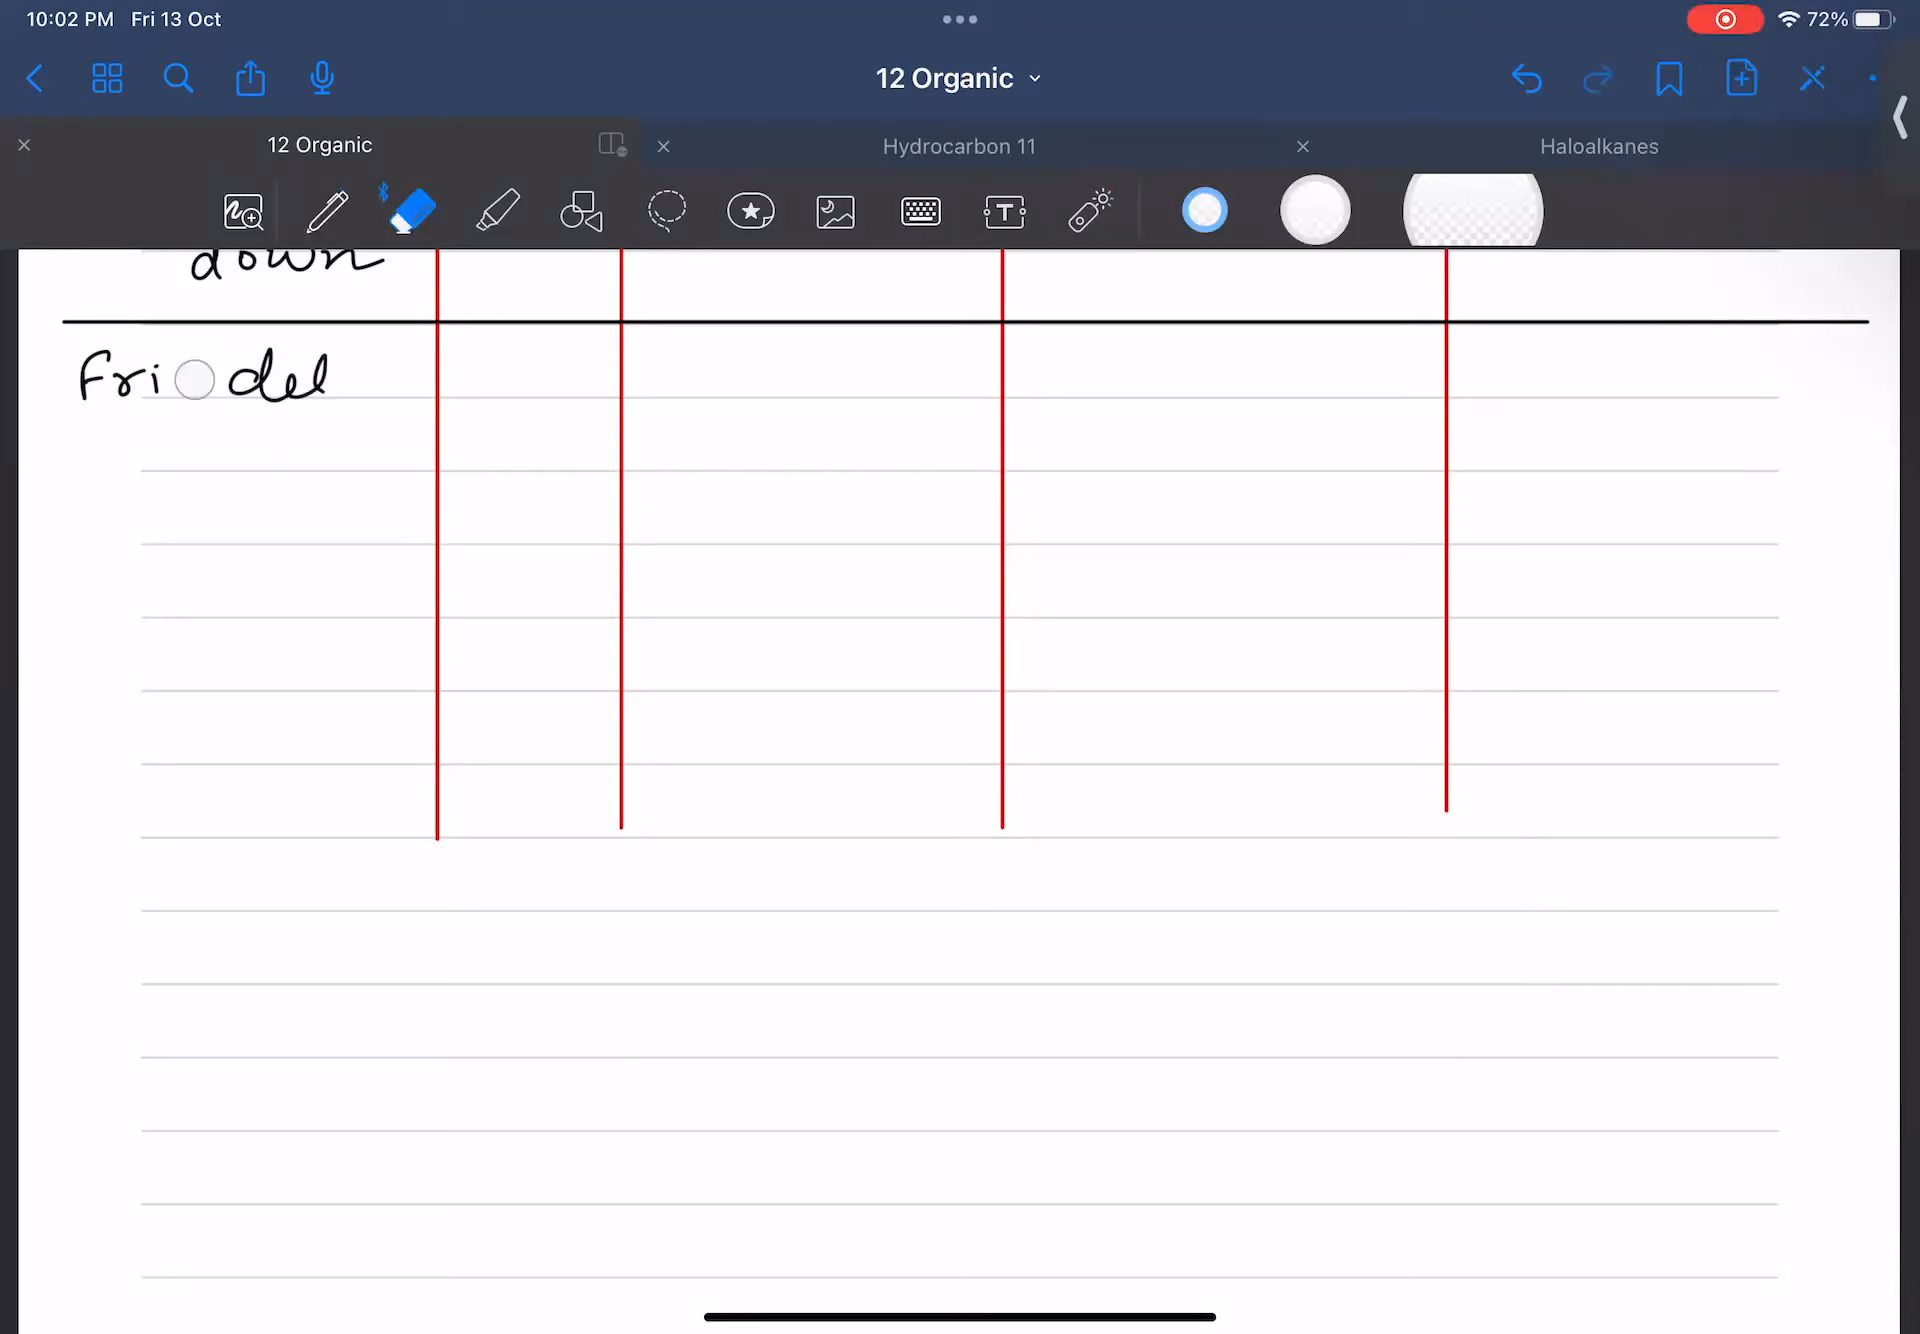 10:02 PM Fri 13 Oct
72%
12 Organic
12 Organic
Hydrocarbon 11
Haloalkanes
T
down
Fri del